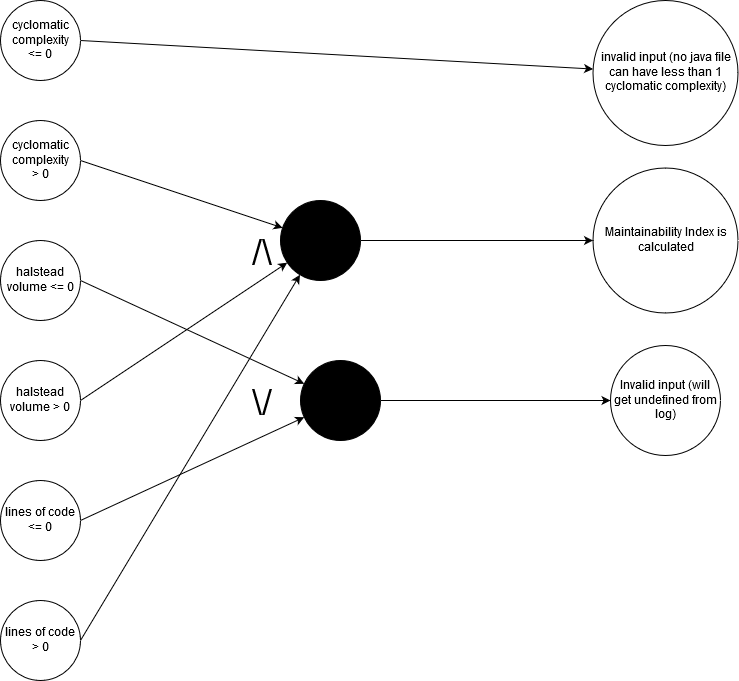 cyclomatic
complexity
<= 0
invalid input (no java file
can have less than 1
cyclomatic complexity)
cyclomatic
complexity
> 0
Maintainability Index is
calculated
/\
halstead
volume <= 0
halstead
volume > 0
\/
Invalid input (will
get undefined from
log)
lines of code
<= 0
lines of code
> 0